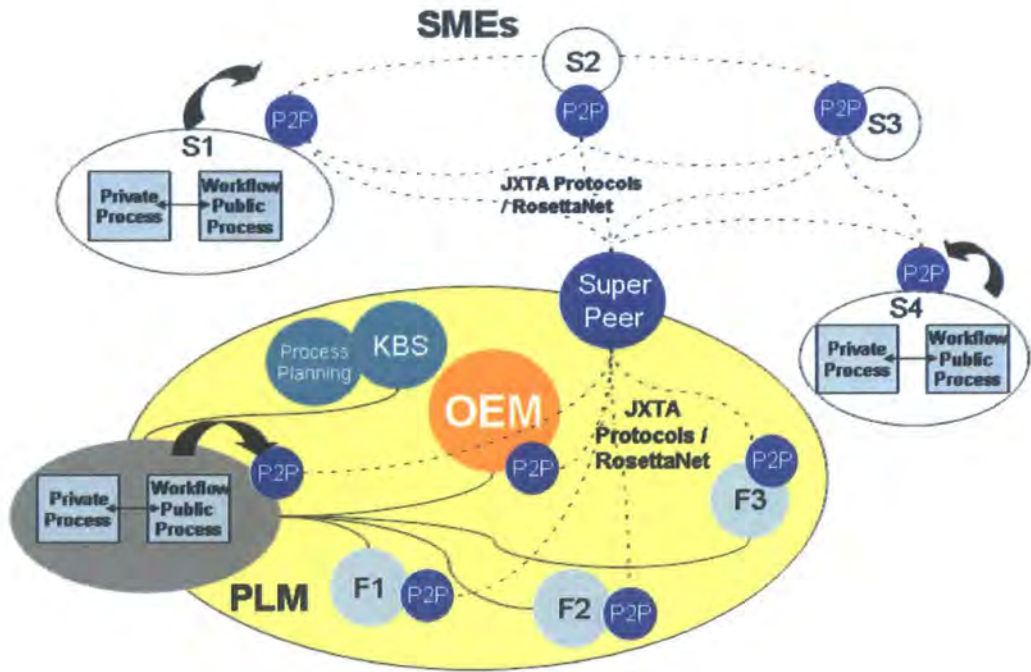 SMEs
S2
P2P
P2P
P2P
S1
S3
Private
Process
Workflow
Public
Process
JXTA Protocols
/ RosettaNet
P2P
S4
Private
Process
Workflow
Public
Process
Super
Peer
Process
Planning
KBS
OEM
JXTA
Protocols /
RosettaNet
P2P
P2P
P2P
F3
Private
Process
Workflow
Public
Process
PLM
F1
P2P
F2
P2P